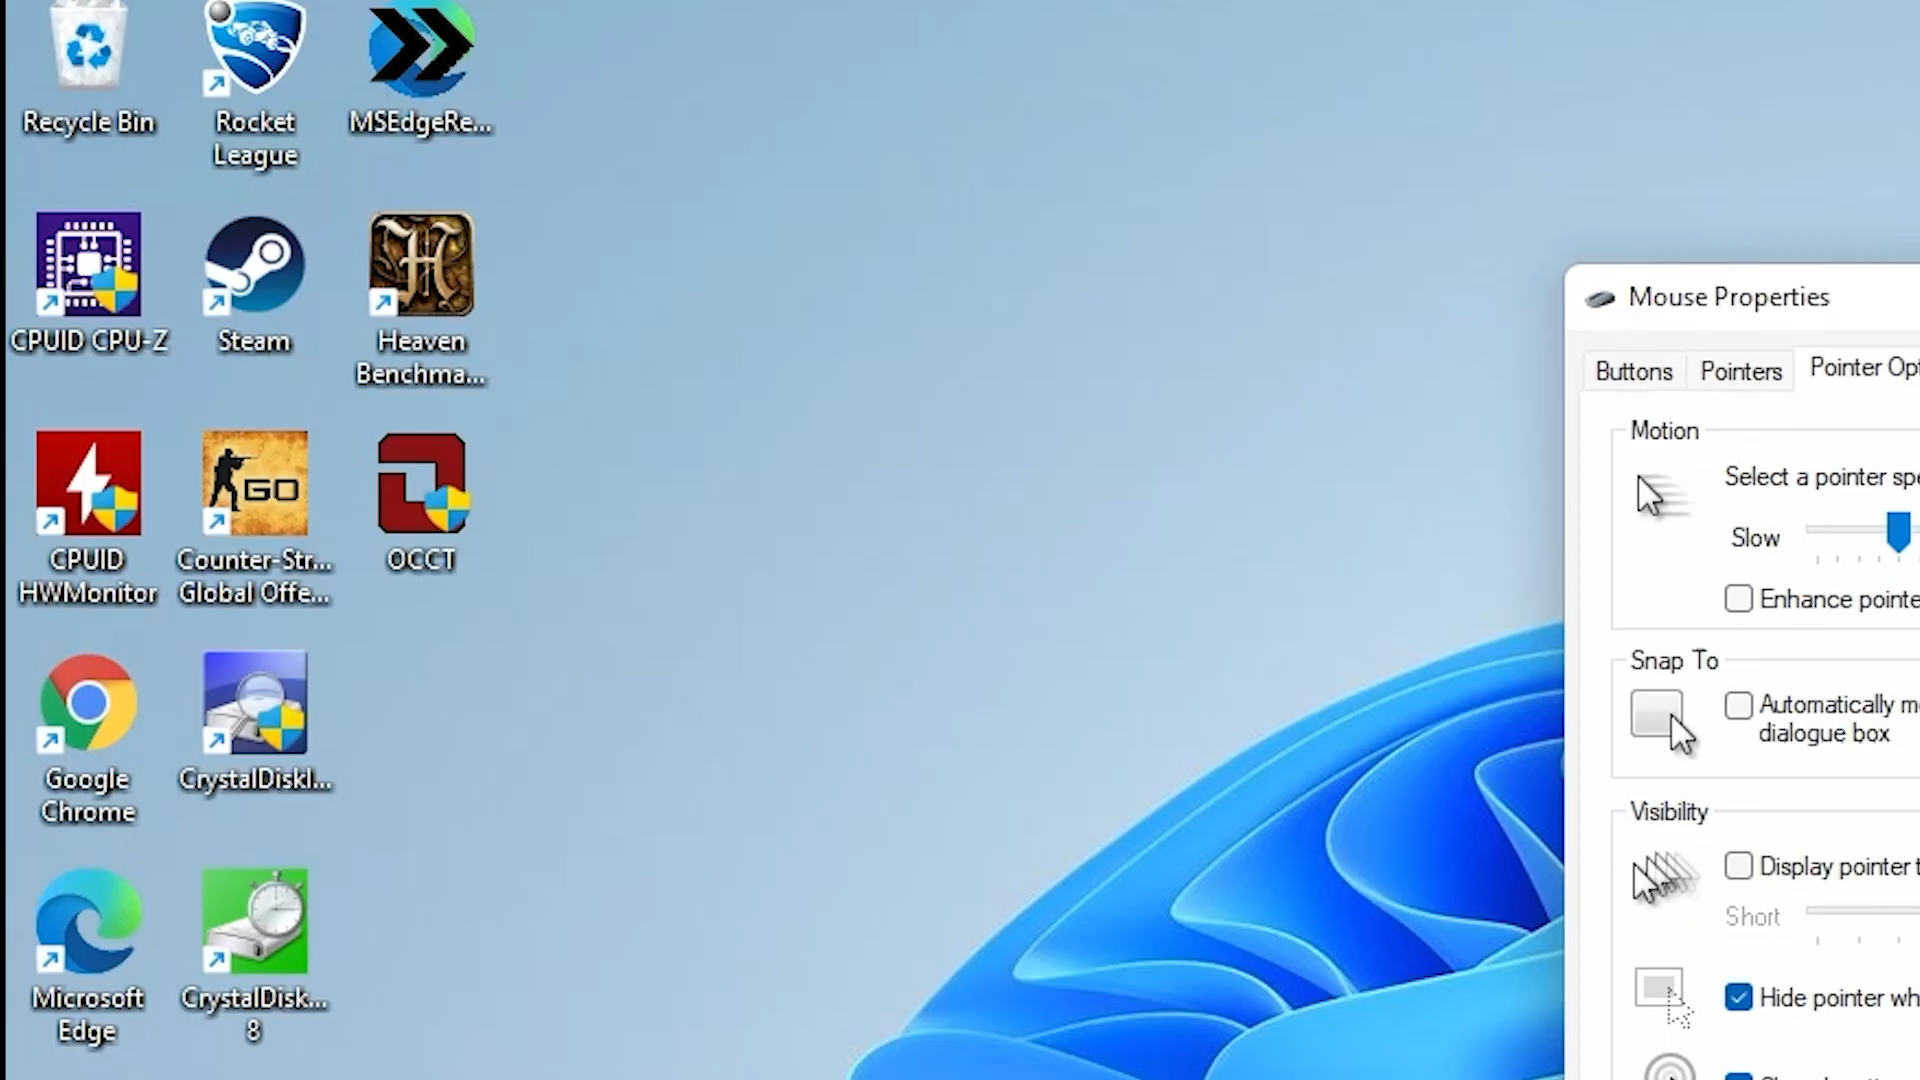 Recycle Bin
Rocket
League
MSEdgeRe...
CPUID CPU-Z
Steam
Heaven
Benchma...
CPUID
HWMonitor
GO
Counter-Str...
Global Offe...
OCCT
Google
Chrome
CrystalDiskI...
Microsoft
Edge
CrystalDisk...
8
Mouse Properties
Buttons
Pointers
Pointer Opt
Motion
Select a pointer spe
Slow
Enhance pointe
Snap To
Automatically m
dialogue box
Visibility
Display pointer t
Short
Hide pointer wh